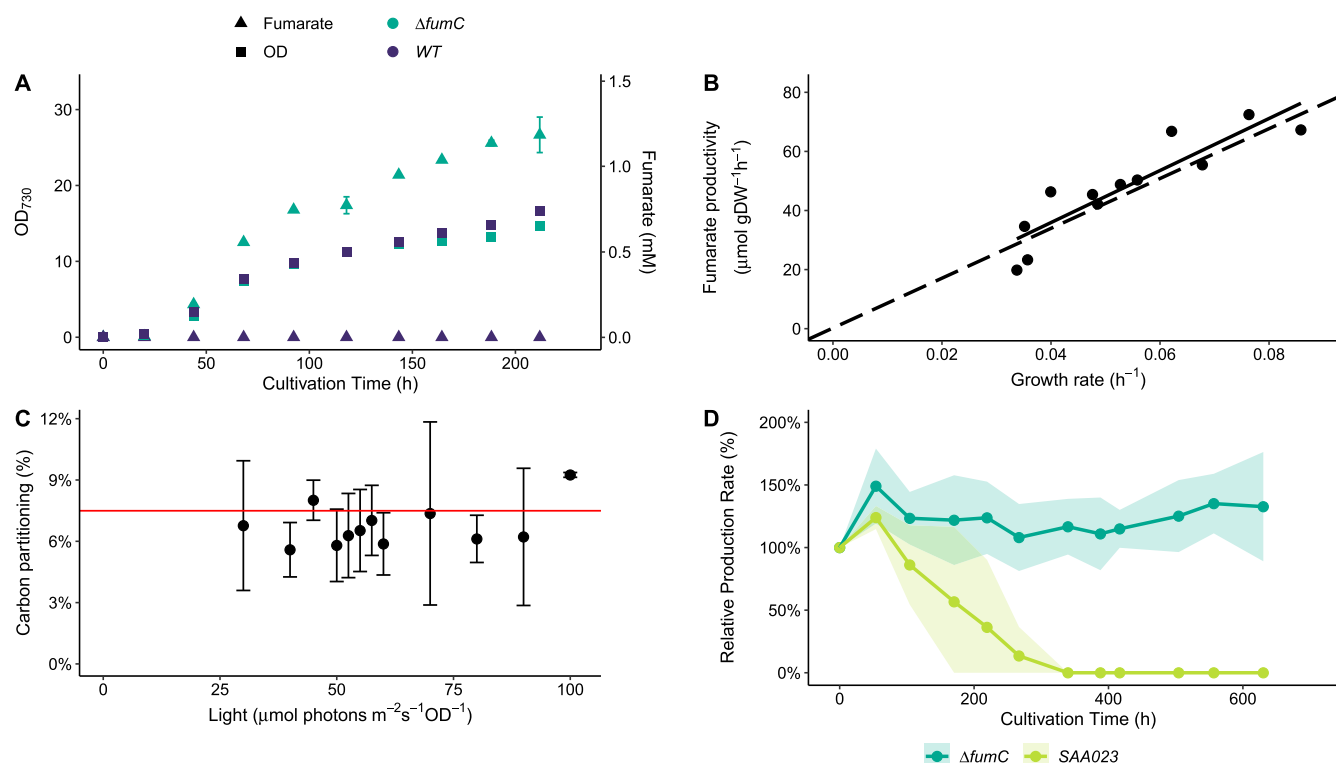 Fumarate
ΔfumC
OD
WT
A
OD₇₃₀
30
20
10
0
1.5
1.0
0.5
0.0
Fumarate (mM)
0
50
100
150
200
Cultivation Time (h)
B
Fumarate productivity
(μmol gDW⁻¹h⁻¹)
80
60
40
20
0
0.00
0.02
0.04
0.06
0.08
Growth rate (h⁻¹)
C
Carbon partitioning (%)
12%
9%
6%
3%
0%
0
25
50
75
100
Light (μmol photons m⁻²s⁻¹OD⁻¹)
D
Relative Production Rate (%)
200%
150%
100%
50%
0%
0
200
400
600
Cultivation Time (h)
ΔfumC
SAA023